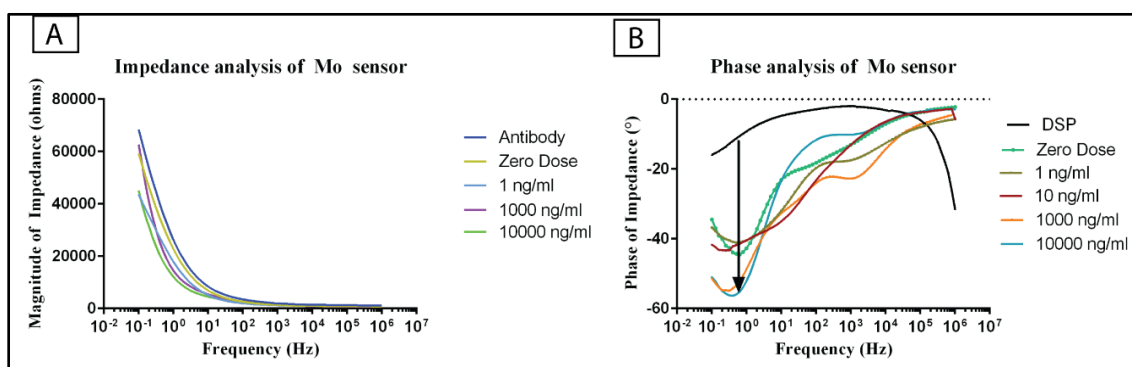 A
Impedance analysis of Mo sensor
Magnitude of Impedance (ohms)
80000
60000
40000
20000
0
10-2 10-1 100 101 102 103 104 105 106 107
Frequency (Hz)
Antibody
Zero Dose
1 ng/ml
1000 ng/ml
10000 ng/ml
B
Phase analysis of Mo sensor
Phase of Impedance (°)
0
-20
-40
-60
10-2 10-1 100 101 102 103 104 105 106 107
Frequency (Hz)
DSP
Zero Dose
1 ng/ml
10 ng/ml
1000 ng/ml
10000 ng/ml